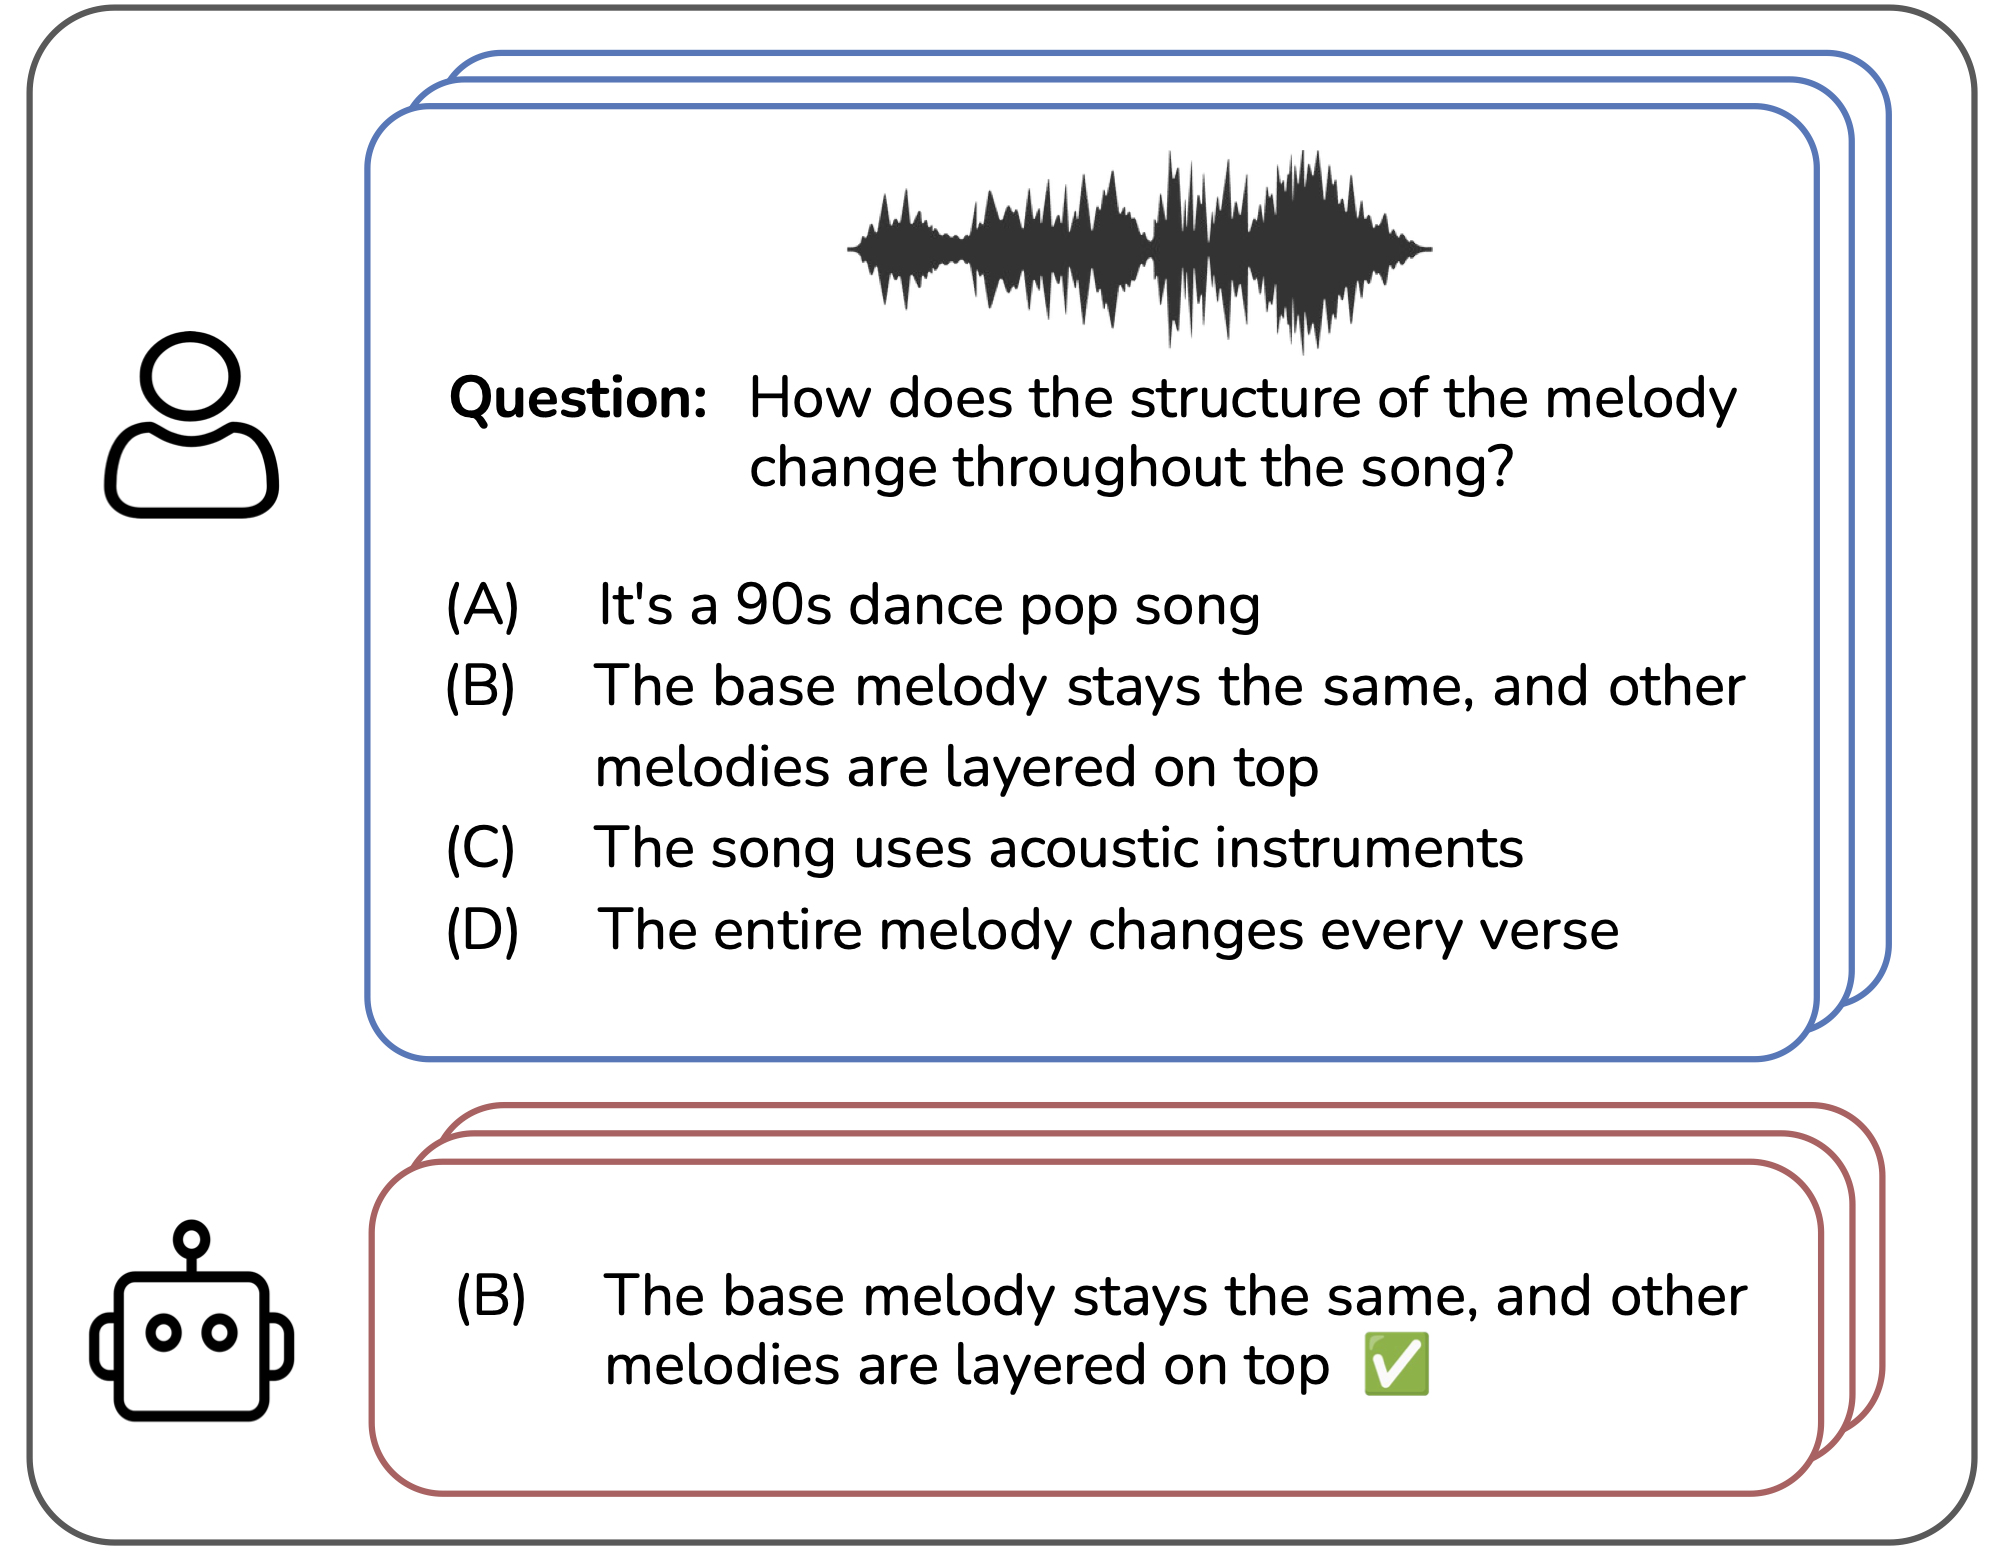 Question: How does the structure of the melody
change throughout the song?
(A) It's a 90s dance pop song
(B) The base melody stays the same, and other
melodies are layered on top
(C) The song uses acoustic instruments
(D) The entire melody changes every verse
(B) The base melody stays the same, and other
melodies are layered on top ✅